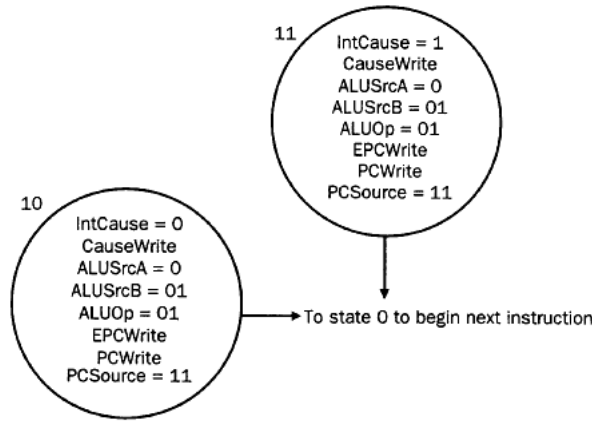 11
IntCause = 1
CauseWrite
ALUSrcA = 0
ALUSrcB = 01
ALUOp = 01
EPCWrite
PCWrite
PCSource = 11
10
IntCause = 0
CauseWrite
ALUSrcA = 0
ALUSrcB = 01
ALUOp = 01
EPCWrite
PCWrite
PCSource = 11
To state 0 to begin next instruction